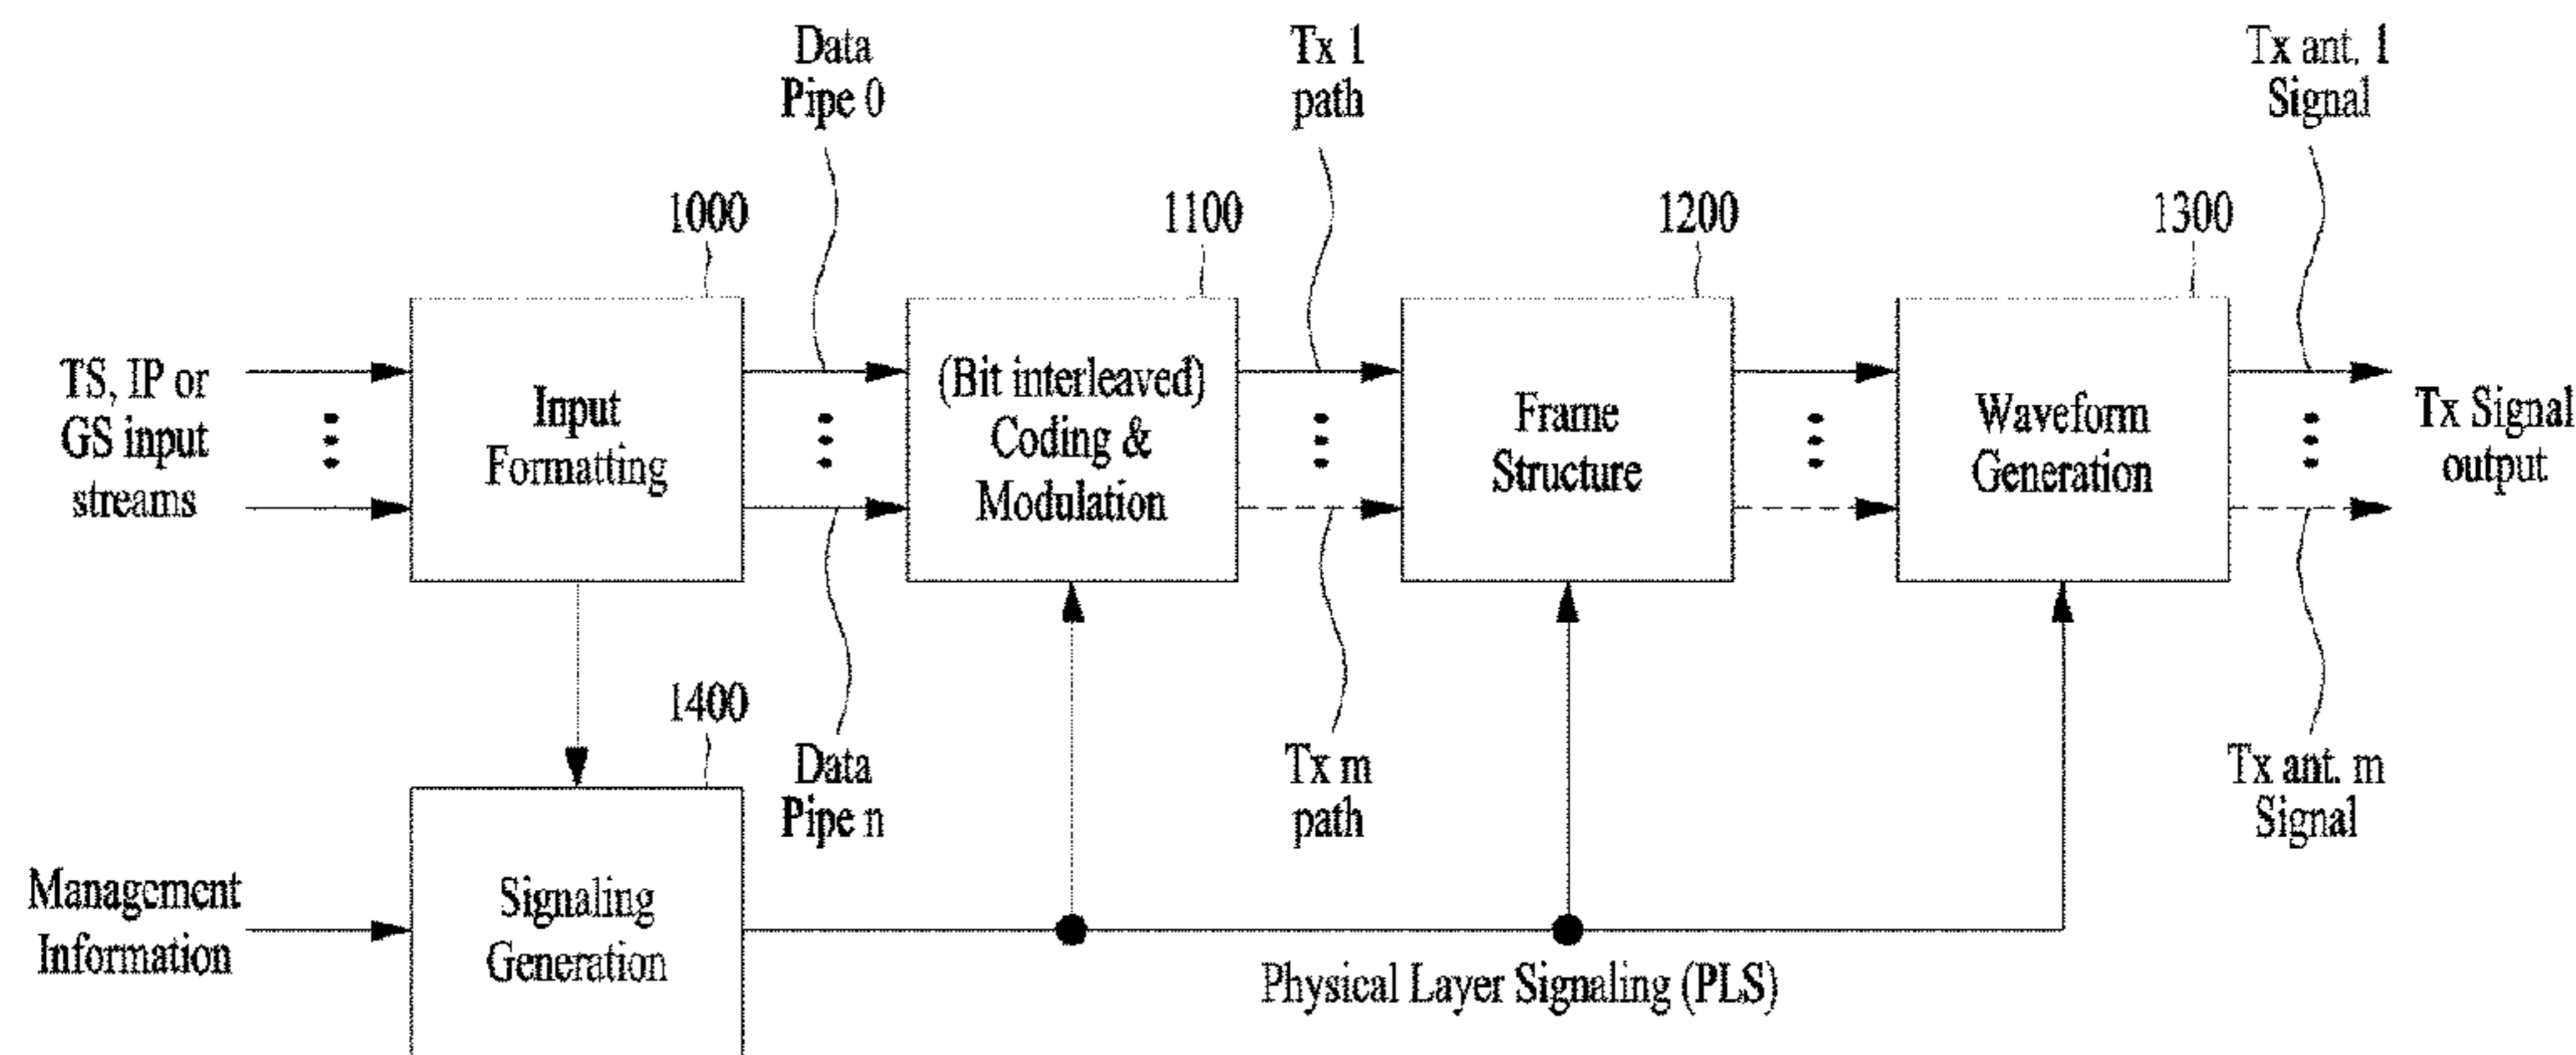 Data
Pipe 0
Tx 1
path
Tx ant. 1
Signal
1000
1100
1200
1300
TS, IP or
GS input
streams
Input
Formatting
(Bit interleaved)
Coding &
Modulation
Frame
Structure
Waveform
Generation
Tx Signal
output
1400
Data
Pipe n
Tx m
path
Tx ant. m
Signal
Management
Information
Signaling
Generation
Physical Layer Signaling (PLS)